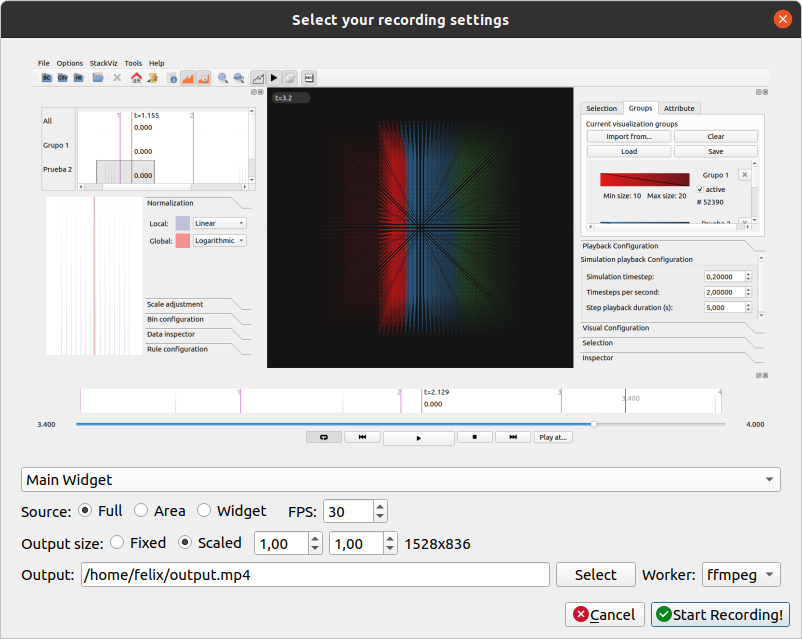 Select your recording settings
File Options StackViz Tools Help
t=3.2
All
1 t=1.155 2
0.000
Grupo 1
0.000
Prueba 2
0.000
Normalization
Local: Linear
Global: Logarithmic
Scale adjustment
Bin configuration
Data inspector
Rule configuration
Selection Groups Attribute
Current visualization groups
Import from... Clear
Load Save
Grupo 1
Min size: 10 Max size: 20
active
# 52390
Playback Configuration
Simulation playback Configuration
Simulation timestep: 0,20000
Timesteps per second: 2,00000
Step playback duration (s): 5,000
Visual Configuration
Selection
Inspector
1 2 t=2.129 3 3.400 4
0.000
3.400 4.000
Play at...
Main Widget
Source: Full Area Widget FPS: 30
Output size: Fixed Scaled 1,00 1,00 1528x836
Output: /home/felix/output.mp4 Select Worker: ffmpeg
Cancel Start Recording!